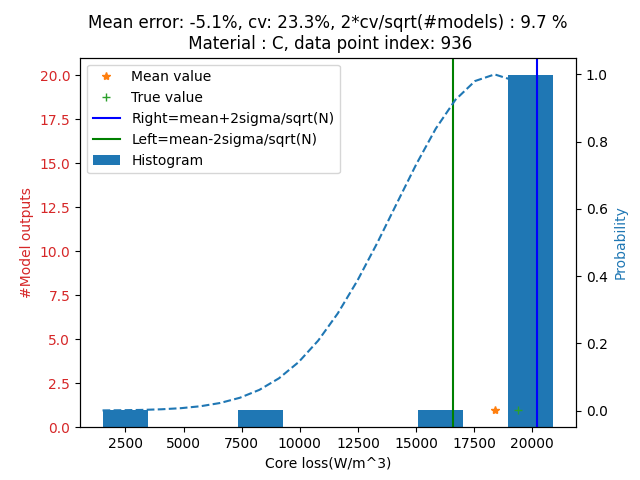 Mean error: -5.1%, cv: 23.3%, 2*cv/sqrt(#models) : 9.7 %
Material : C, data point index: 936
Mean value
True value
Right=mean+2sigma/sqrt(N)
Left=mean-2sigma/sqrt(N)
Histogram
#Model outputs
20.0
17.5
15.0
12.5
10.0
7.5
5.0
2.5
0.0
1.0
0.8
0.6
0.4
0.2
0.0
Probability
2500 5000 7500 10000 12500 15000 17500 20000
Core loss(W/m^3)